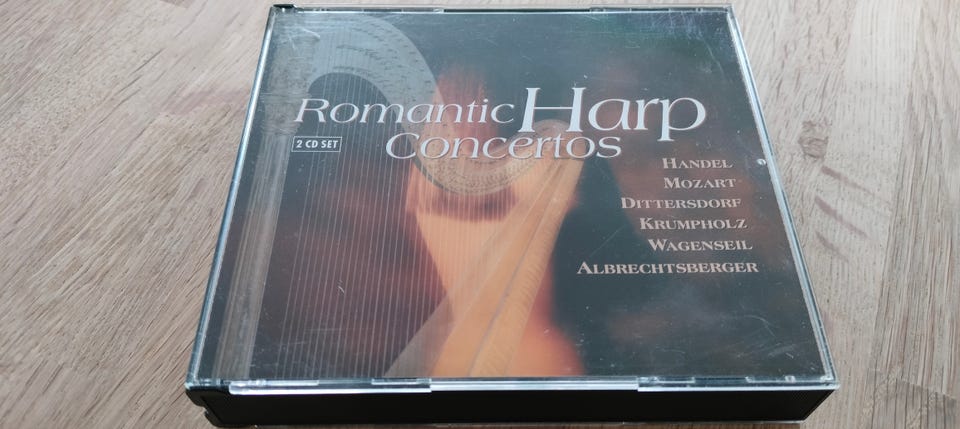 Romantic Harp
Concertos
2 CD SET
HANDEL
MOZART
DITTERSDORF
KRUMPHOLZ
WAGENSEIL
ALBRECHTSBERGER